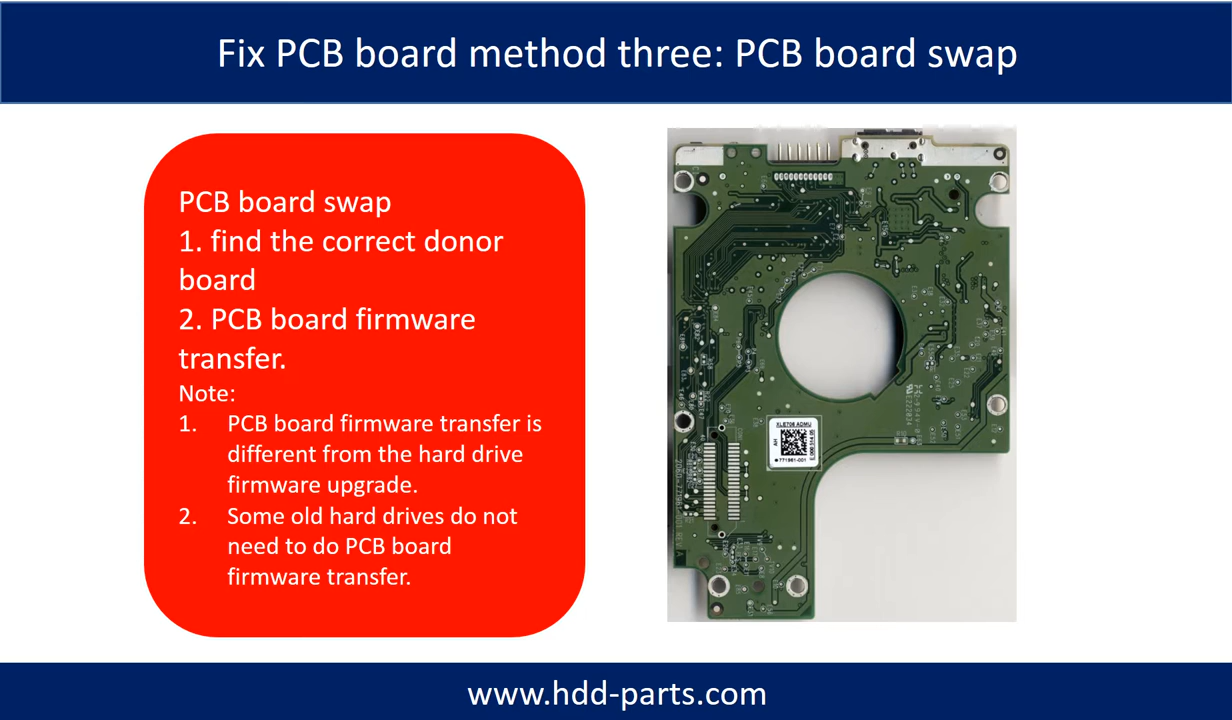 Fix PCB board method three: PCB board swap
PCB board swap
1. find the correct donor
board
2. PCB board firmware
transfer.
Note:
1. PCB board firmware transfer is
different from the hard drive
firmware upgrade.
2. Some old hard drives do not
need to do PCB board
firmware transfer.
XLE706 ADMU
AH
771961-001
www.hdd-parts.com